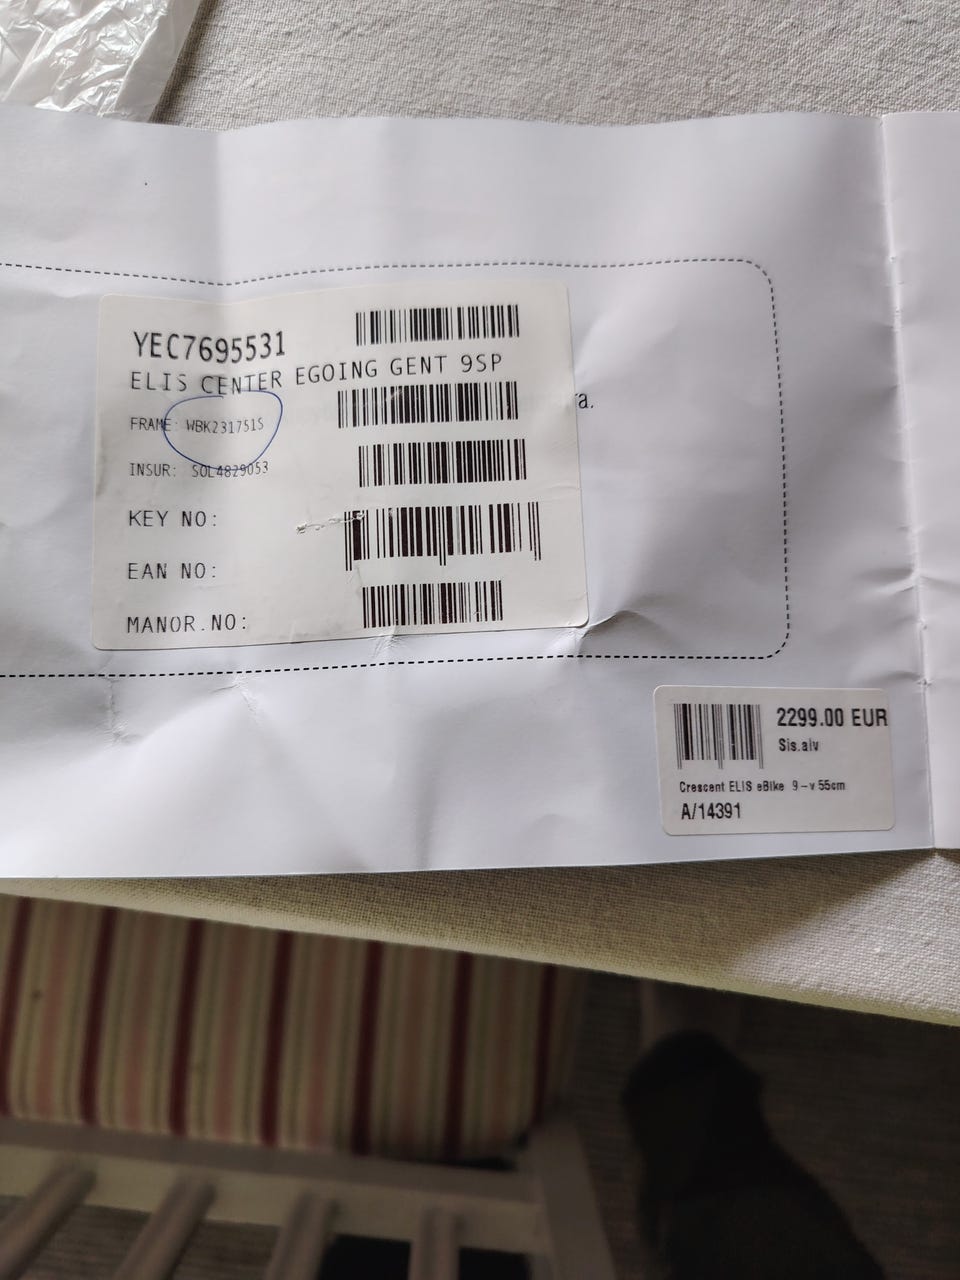 YEC7695531
ELIS CENTER EGOING GENT 9SP
FRAME: WBK231751S
INSUR: SOL4829053
KEY NO:
EAN NO:
MANOR.NO:
ra.
2299.00 EUR
Sis.alv
Crescent ELIS eBike 9-v 55cm
A/14391